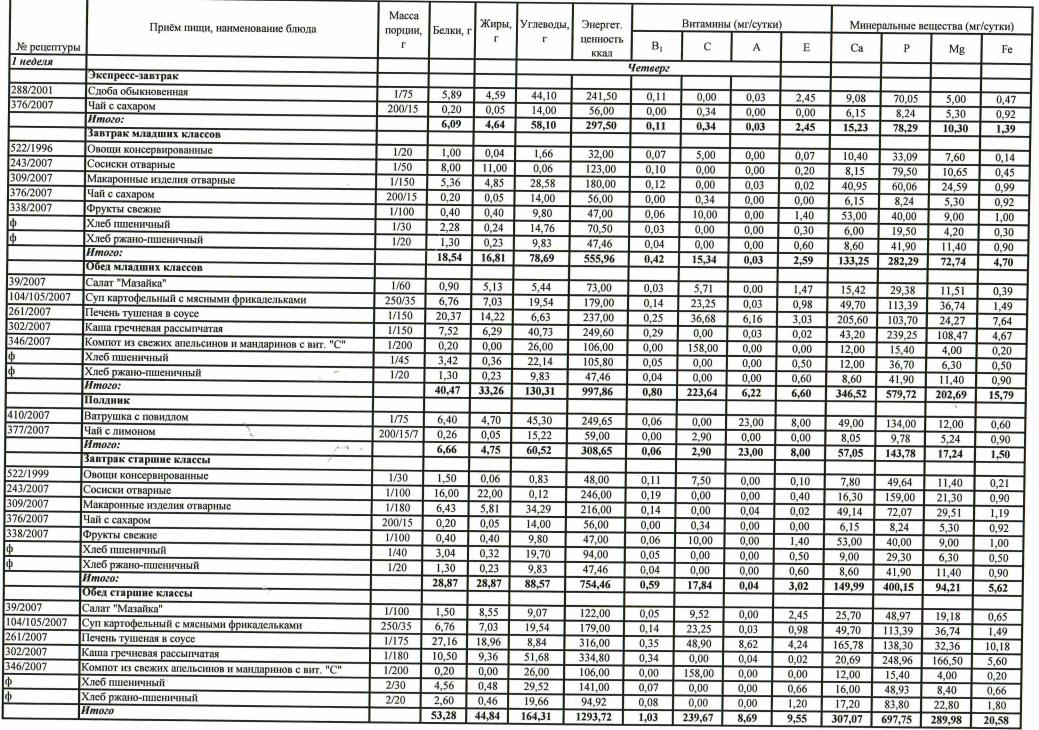 № рецептуры Приём пищи, наименование блюда Масса порции, г Белки, г Жиры, г Углеводы, г Энергет. ценность ккал Витамины (мг/сутки) Минеральные вещества (мг/сутки)
B1 C A E Ca P Mg Fe
1 неделя Четверг
Экспресс-завтрак
288/2001 Сдоба обыкновенная 1/75 5,89 4,59 44,10 241,50 0,11 0,00 0,03 2,45 9,08 70,05 5,00 0,47
376/2007 Чай с сахаром 200/15 0,20 0,05 14,00 56,00 0,00 0,34 0,00 0,00 6,15 8,24 5,30 0,92
Итого: 6,09 4,64 58,10 297,50 0,11 0,34 0,03 2,45 15,23 78,29 10,30 1,39
Завтрак младших классов
522/1996 Овощи консервированные 1/20 1,00 0,04 1,66 32,00 0,07 5,00 0,00 0,07 10,40 33,09 7,60 0,14
243/2007 Сосиски отварные 1/50 8,00 11,00 0,06 123,00 0,10 0,00 0,00 0,20 8,15 79,50 10,65 0,45
309/2007 Макаронные изделия отварные 1/150 5,36 4,85 28,58 180,00 0,12 0,00 0,03 0,02 40,95 60,06 24,59 0,99
376/2007 Чай с сахаром 200/15 0,20 0,05 14,00 56,00 0,00 0,34 0,00 0,00 6,15 8,24 5,30 0,92
338/2007 Фрукты свежие 1/100 0,40 0,40 9,80 47,00 0,06 10,00 0,00 1,40 53,00 40,00 9,00 1,00
ф Хлеб пшеничный 1/30 2,28 0,24 14,76 70,50 0,03 0,00 0,00 0,30 6,00 19,50 4,20 0,30
ф Хлеб ржано-пшеничный 1/20 1,30 0,23 9,83 47,46 0,04 0,00 0,00 0,60 8,60 41,90 11,40 0,90
Итого: 18,54 16,81 78,69 555,96 0,42 15,34 0,03 2,59 133,25 282,29 72,74 4,70
Обед младших классов
39/2007 Салат "Мазайка" 1/60 0,90 5,13 5,44 73,00 0,03 5,71 0,00 1,47 15,42 29,38 11,51 0,39
104/105/2007 Суп картофельный с мясными фрикадельками 250/35 6,76 7,03 19,54 179,00 0,14 23,25 0,03 0,98 49,70 113,39 36,74 1,49
261/2007 Печень тушеная в соусе 1/150 20,37 14,22 6,63 237,00 0,25 36,68 6,16 3,03 205,60 103,70 24,27 7,64
302/2007 Каша гречневая рассыпчатая 1/150 7,52 6,29 40,73 249,60 0,29 0,00 0,03 0,02 43,20 239,25 108,47 4,67
346/2007 Компот из свежих апельсинов и мандаринов с вит. "С" 1/200 0,20 0,00 26,00 106,00 0,00 158,00 0,00 0,00 12,00 15,40 4,00 0,20
ф Хлеб пшеничный 1/45 3,42 0,36 22,14 105,80 0,05 0,00 0,00 0,50 12,00 36,70 6,30 0,50
ф Хлеб ржано-пшеничный 1/20 1,30 0,23 9,83 47,46 0,04 0,00 0,00 0,60 8,60 41,90 11,40 0,90
Итого: 40,47 33,26 130,31 997,86 0,80 223,64 6,22 6,60 346,52 579,72 202,69 15,79
Полдник
410/2007 Ватрушка с повидлом 1/75 6,40 4,70 45,30 249,65 0,06 0,00 23,00 8,00 49,00 134,00 12,00 0,60
377/2007 Чай с лимоном 200/15/7 0,26 0,05 15,22 59,00 0,00 2,90 0,00 0,00 8,05 9,78 5,24 0,90
Итого: 6,66 4,75 60,52 308,65 0,06 2,90 23,00 8,00 57,05 143,78 17,24 1,50
Завтрак старшие классы
522/1999 Овощи консервированные 1/30 1,50 0,06 0,83 48,00 0,11 7,50 0,00 0,10 7,80 49,64 11,40 0,21
243/2007 Сосиски отварные 1/100 16,00 22,00 0,12 246,00 0,19 0,00 0,00 0,40 16,30 159,00 21,30 0,90
309/2007 Макаронные изделия отварные 1/180 6,43 5,81 34,29 216,00 0,14 0,00 0,04 0,02 49,14 72,07 29,51 1,19
376/2007 Чай с сахаром 200/15 0,20 0,05 14,00 56,00 0,00 0,34 0,00 0,00 6,15 8,24 5,30 0,92
338/2007 Фрукты свежие 1/100 0,40 0,40 9,80 47,00 0,06 10,00 0,00 1,40 53,00 40,00 9,00 1,00
ф Хлеб пшеничный 1/40 3,04 0,32 19,70 94,00 0,05 0,00 0,00 0,50 9,00 29,30 6,30 0,50
ф Хлеб ржано-пшеничный 1/20 1,30 0,23 9,83 47,46 0,04 0,00 0,00 0,60 8,60 41,90 11,40 0,90
Итого: 28,87 28,87 88,57 754,46 0,59 17,84 0,04 3,02 149,99 400,15 94,21 5,62
Обед старшие классы
39/2007 Салат "Мазайка" 1/100 1,50 8,55 9,07 122,00 0,05 9,52 0,00 2,45 25,70 48,97 19,18 0,65
104/105/2007 Суп картофельный с мясными фрикадельками 250/35 6,76 7,03 19,54 179,00 0,14 23,25 0,03 0,98 49,70 113,39 36,74 1,49
261/2007 Печень тушеная в соусе 1/175 27,16 18,96 8,84 316,00 0,35 48,90 8,62 4,24 165,78 138,30 32,36 10,18
302/2007 Каша гречневая рассыпчатая 1/180 10,50 9,36 51,68 334,80 0,34 0,00 0,04 0,02 20,69 248,96 166,50 5,60
346/2007 Компот из свежих апельсинов и мандаринов с вит. "С" 1/200 0,20 0,00 26,00 106,00 0,00 158,00 0,00 0,00 12,00 15,40 4,00 0,20
ф Хлеб пшеничный 2/30 4,56 0,48 29,52 141,00 0,07 0,00 0,00 0,66 16,00 48,93 8,40 0,66
ф Хлеб ржано-пшеничный 2/20 2,60 0,46 19,66 94,92 0,08 0,00 0,00 1,20 17,20 83,80 22,80 1,80
Итого 53,28 44,84 164,31 1293,72 1,03 239,67 8,69 9,55 307,07 697,75 289,98 20,58